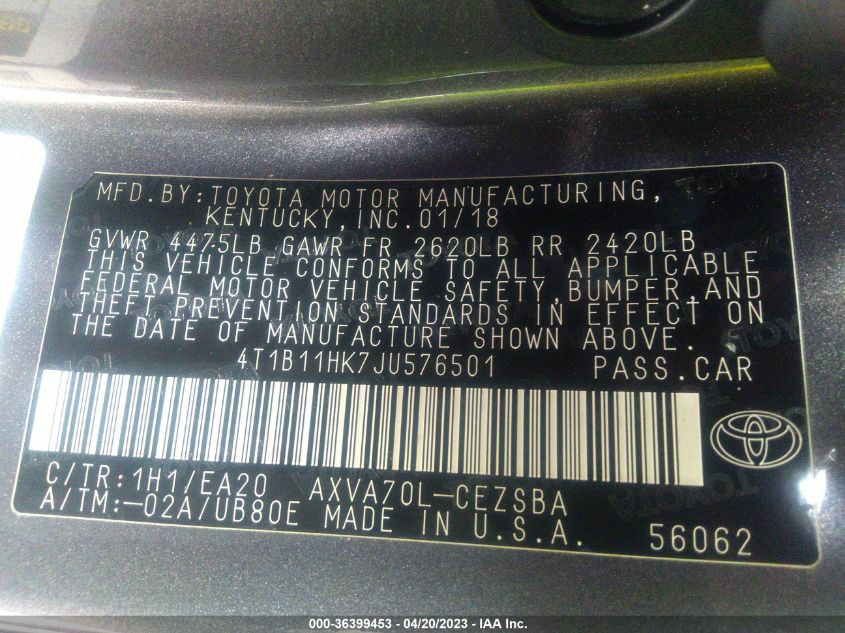 MFD.BY:TOYOTA MOTOR MANUFACTURING,
KENTUCKY,INC.01/18
GVWR 4475LB GAWR FR 2620LB RR 2420LB
THIS VEHICLE CONFORMS TO ALL APPLICABLE
FEDERAL MOTOR VEHICLE SAFETY,BUMPER,AND
THEFT PREVENTION STANDARDS IN EFFECT ON
THE DATE OF MANUFACTURE SHOWN ABOVE.
4T1B11HK7JU576501 PASS.CAR
C/TR:1H1/EA20 AXVA70L-CEZSBA
A/TM:-02A/UB80E MADE IN U.S.A. 56062
000-36399453 - 04/20/2023 - IAA Inc.